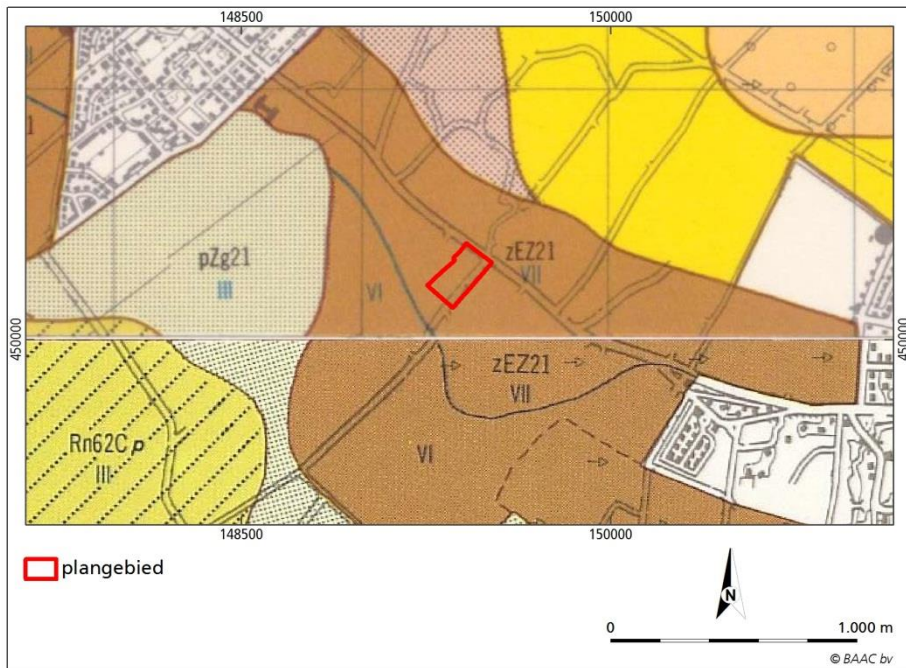 148500 150000
pZg21
III
zEZ21
VII
VI
450000 450000
zEZ21
VII
Rn62C p
III
VI
148500 150000
plangebied
N
0 1.000 m
© BAAC bv